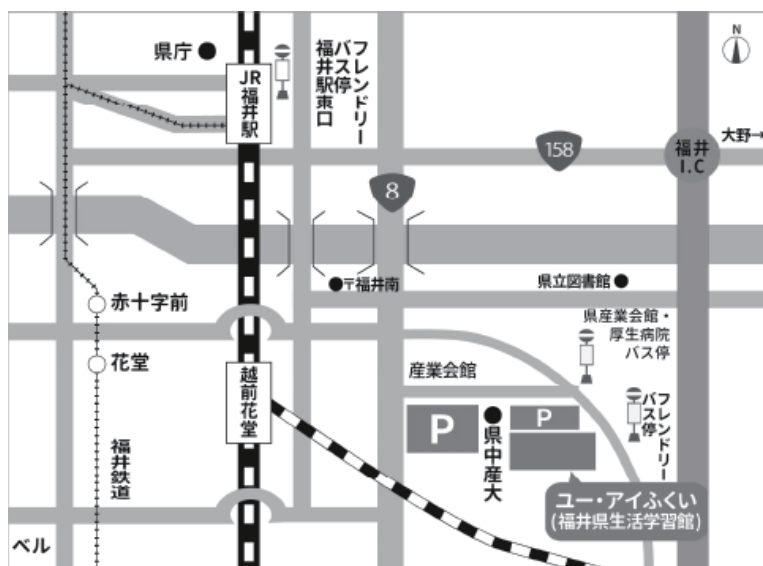 県庁
JR福井駅
フレンドリー
バス停
福井駅東口
N
158
福井
I.C
大野→
8
〒福井南
県立図書館
赤十字前
花堂
福井鉄道
越前花堂
県産業会館・
厚生病院
バス停
産業会館
フレンドリー
バス停
P
県中産大
P
ユー・アイふくい
(福井県生活学習館)
ベル